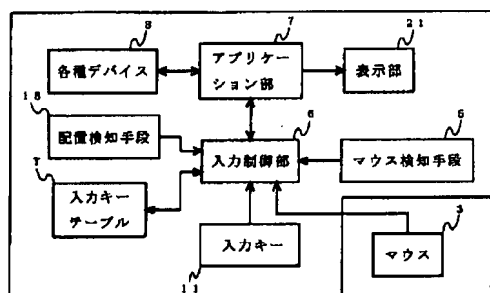 8
7
21
各種デバイス
アプリケー
ション部
表示部
18
6
5
配置検知手段
入力制御部
マウス検知手段
T
入力キー
テーブル
3
入力キー
マウス
11